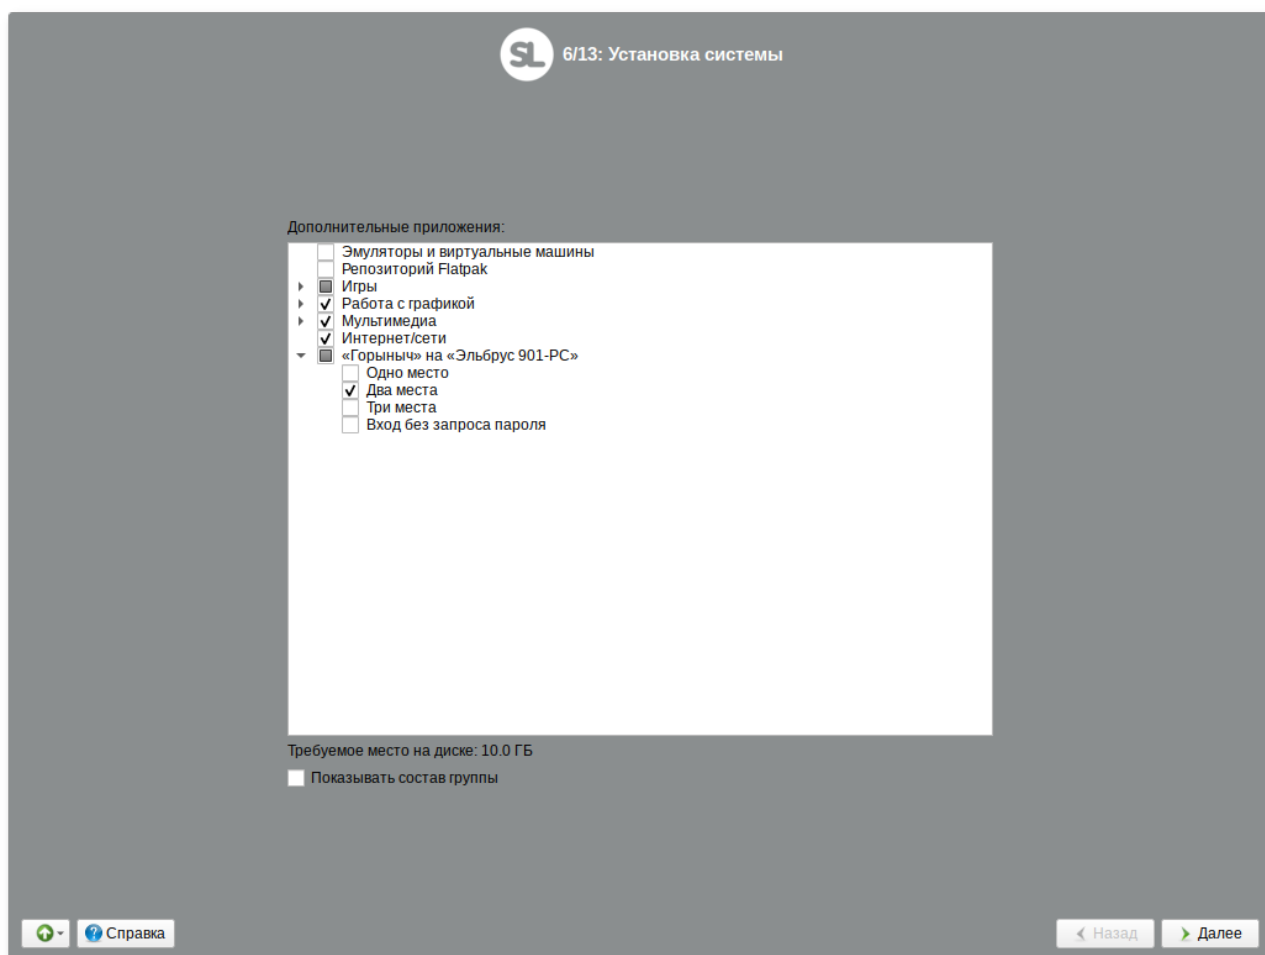 SL 6/13: Установка системы
Дополнительные приложения:
Эмуляторы и виртуальные машины
Репозиторий Flatpak
Игры
Работа с графикой
Мультимедиа
Интернет/сети
«Горыныч» на «Эльбрус 901-РС»
Одно место
Два места
Три места
Вход без запроса пароля
Требуемое место на диске: 10.0 ГБ
Показывать состав группы
Справка
Назад
Далее